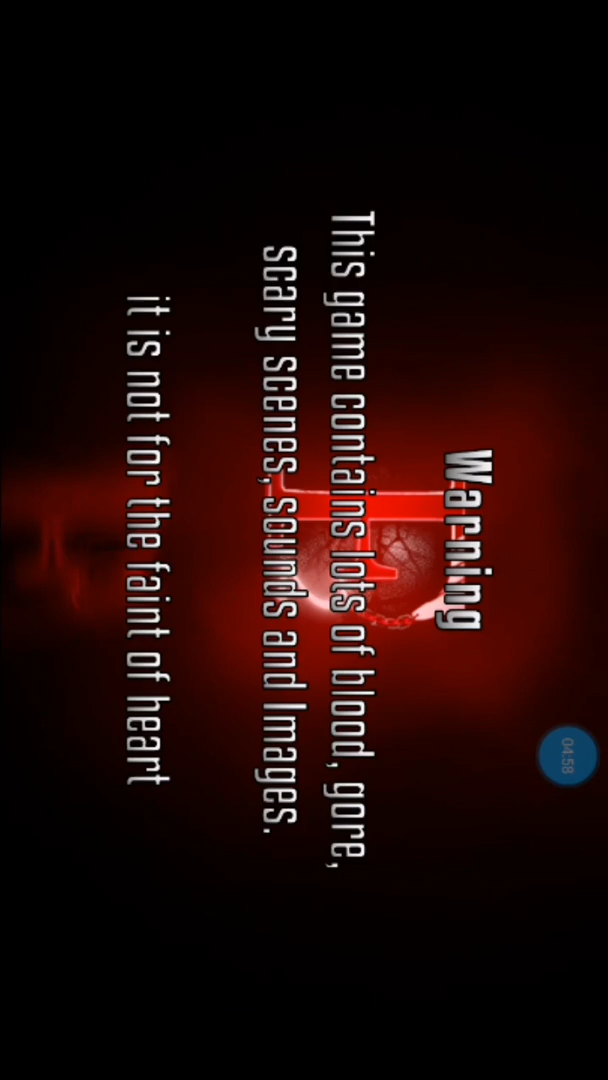 Warning
This game contains lots of blood, gore,
scary scenes, sounds and Images.
it is not for the faint of heart
04:58